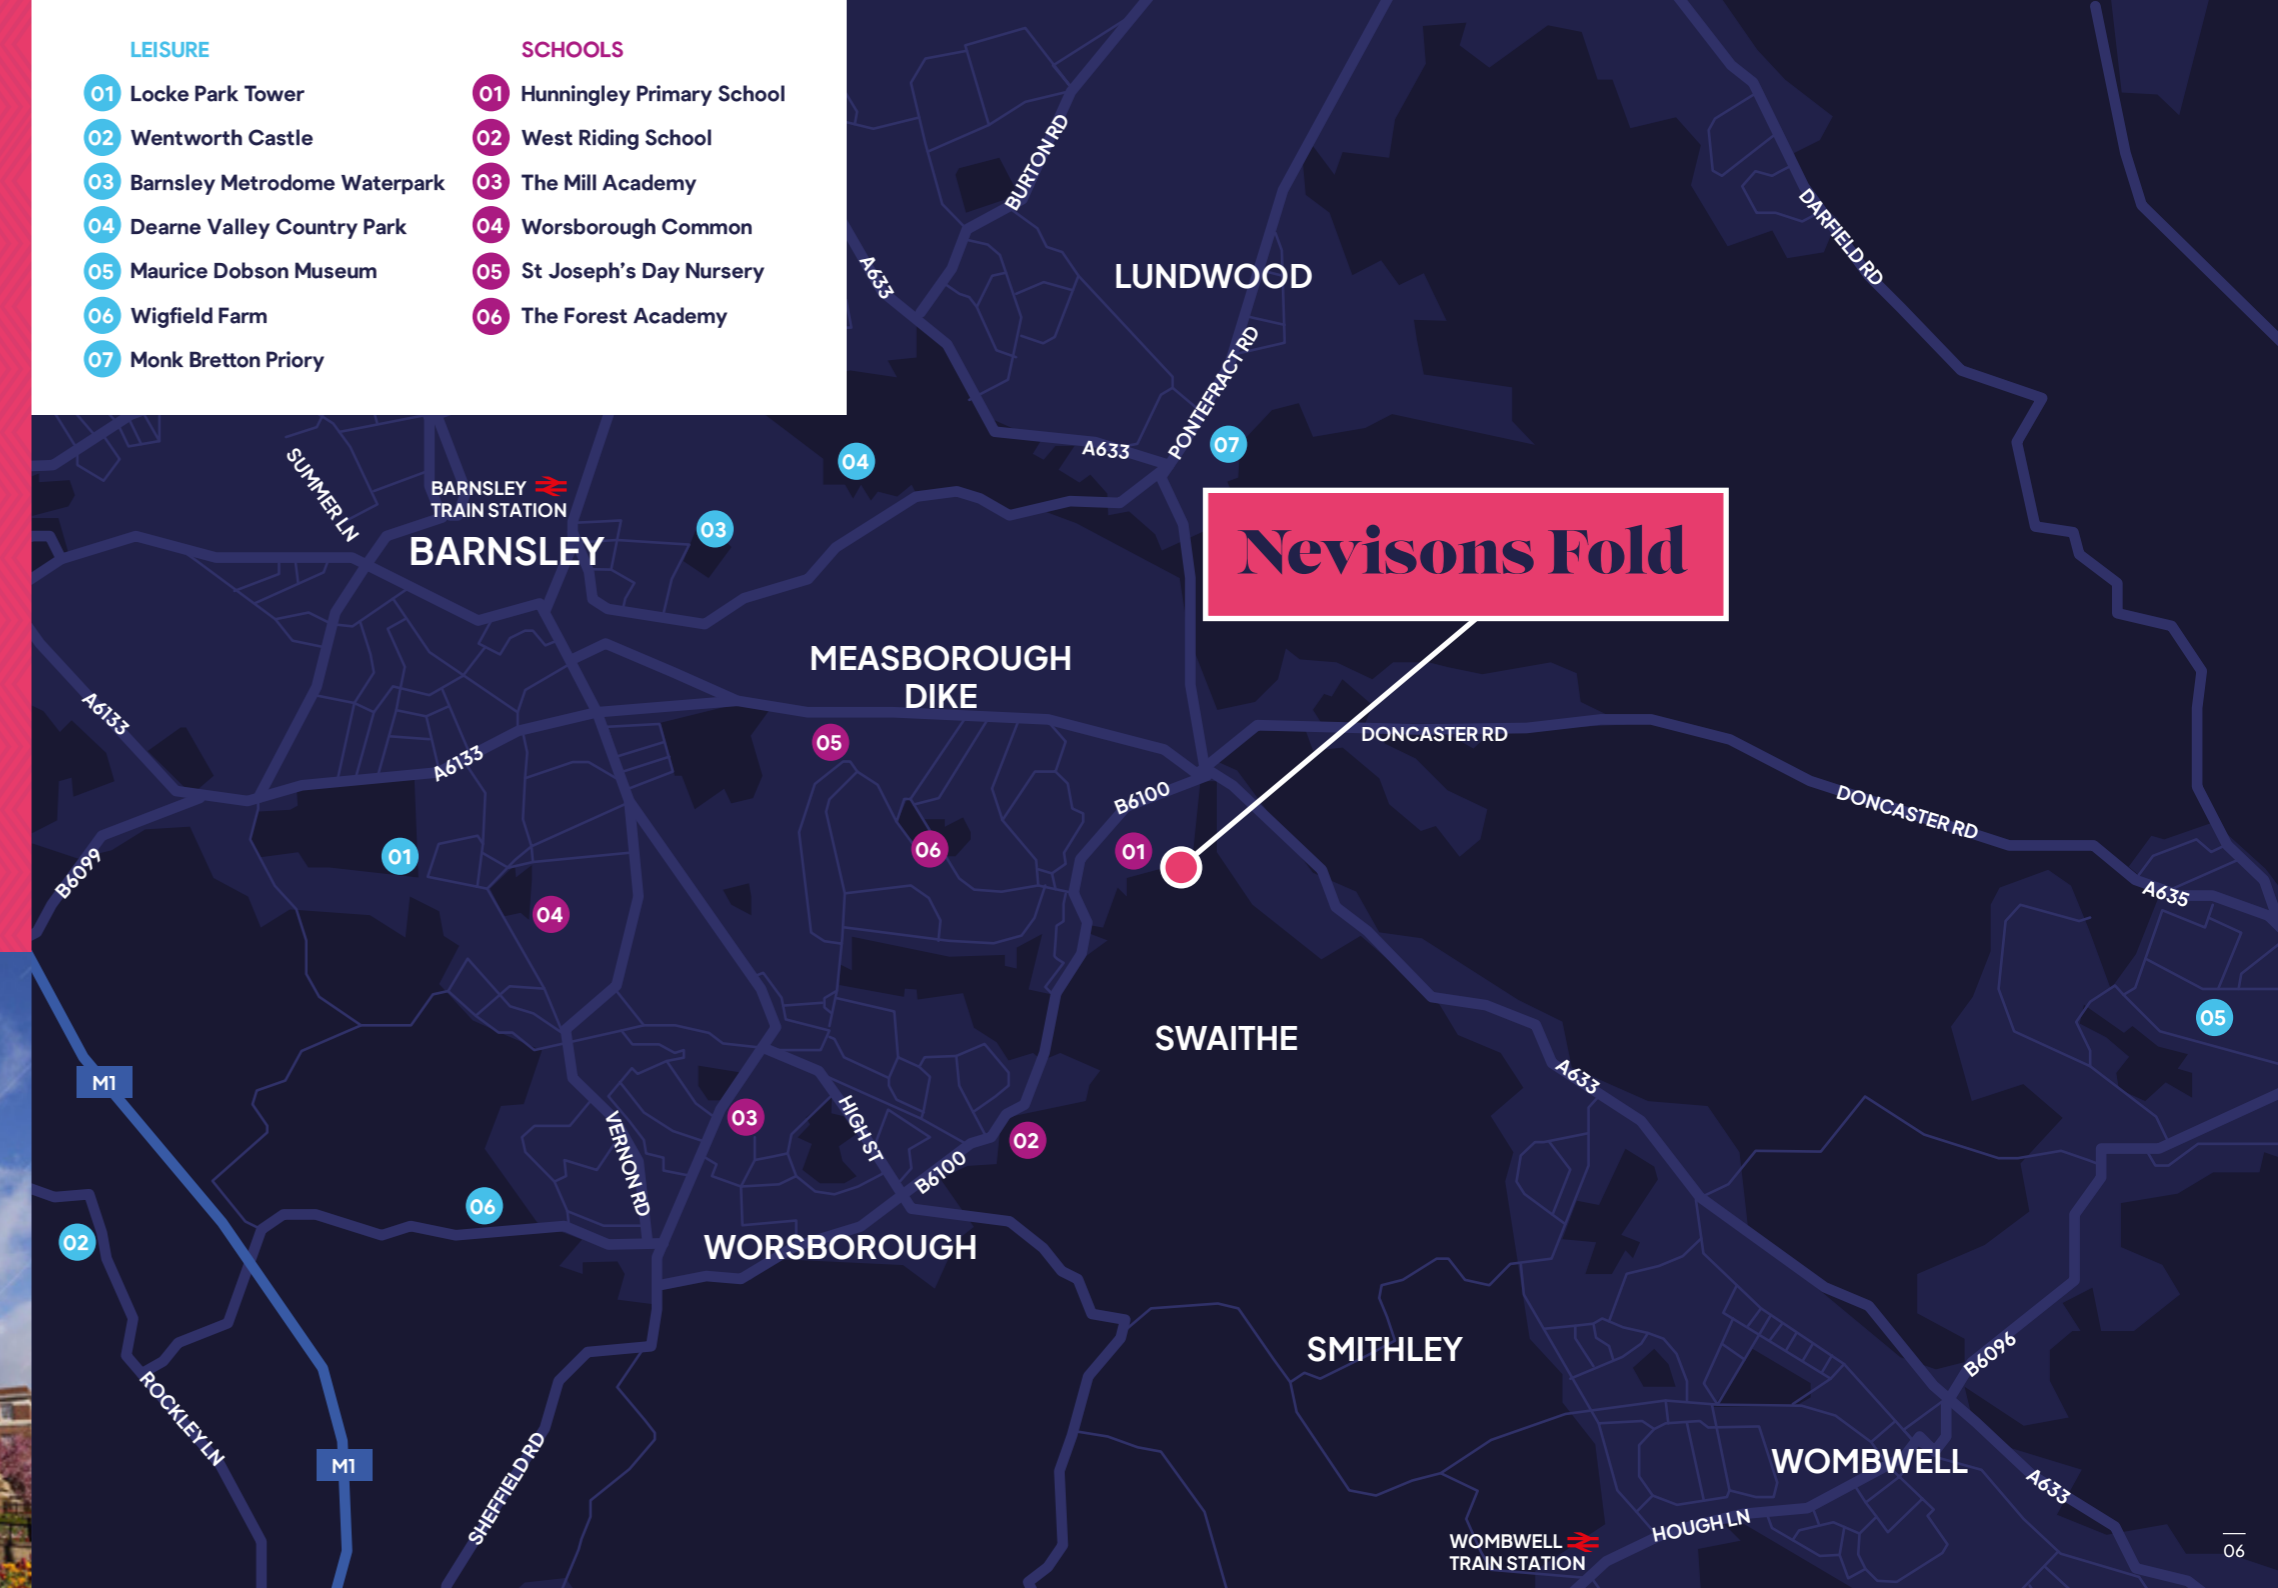 LEISURE
01 Locke Park Tower
02 Wentworth Castle
03 Barnsley Metrodome Waterpark
04 Dearne Valley Country Park
05 Maurice Dobson Museum
06 Wigfield Farm
07 Monk Bretton Priory
SCHOOLS
01 Hunningley Primary School
02 West Riding School
03 The Mill Academy
04 Worsborough Common
05 St Joseph's Day Nursery
06 The Forest Academy
BURTON RD
DARFIELD RD
A633
LUNDWOOD
PONTEFRACT RD
A633
07
04
SUMMER LN
BARNSLEY
TRAIN STATION
BARNSLEY
03
Nevisons Fold
MEASBOROUGH
DIKE
A6133
A6133
05
DONCASTER RD
DONCASTER RD
B6100
01
06
01
B6099
04
A635
05
SWAITHE
A633
M1
03
HIGH ST
02
VERNON RD
B6100
06
02
WORSBOROUGH
SMITHLEY
B6096
ROCKLEY LN
M1
SHEFFIELD RD
WOMBWELL
A633
HOUGH LN
WOMBWELL
TRAIN STATION
06